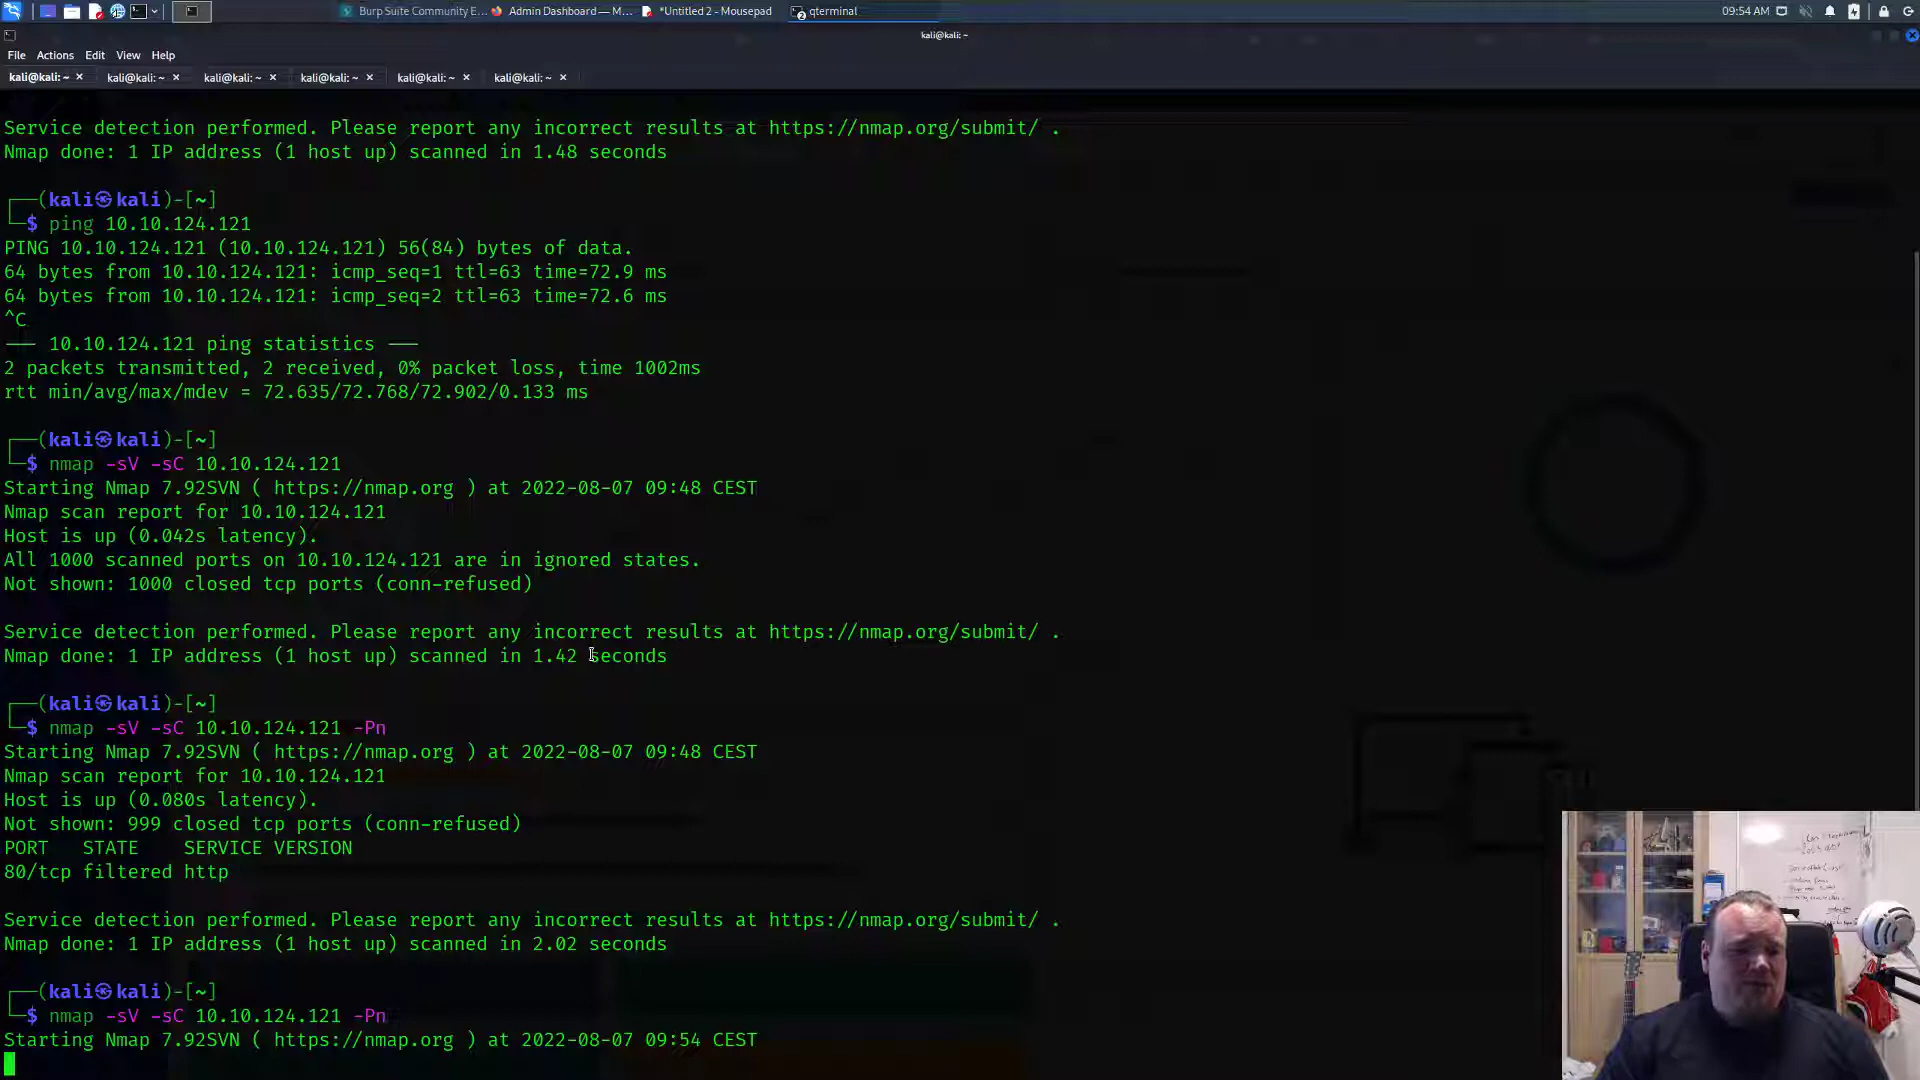 Burp Suite Community E...
Admin Dashboard — M...
*Untitled 2 - Mousepad
qterminal
09:54 AM
kali@kali: ~
File Actions Edit View Help
kali@kali: ~ × kali@kali: ~ × kali@kali: ~ × kali@kali: ~ × kali@kali: ~ × kali@kali: ~ ×
Service detection performed. Please report any incorrect results at https://nmap.org/submit/ .
Nmap done: 1 IP address (1 host up) scanned in 1.48 seconds
┌──(kali㉿kali)-[~]
└─$ ping 10.10.124.121
PING 10.10.124.121 (10.10.124.121) 56(84) bytes of data.
64 bytes from 10.10.124.121: icmp_seq=1 ttl=63 time=72.9 ms
64 bytes from 10.10.124.121: icmp_seq=2 ttl=63 time=72.6 ms
^C
── 10.10.124.121 ping statistics ──
2 packets transmitted, 2 received, 0% packet loss, time 1002ms
rtt min/avg/max/mdev = 72.635/72.768/72.902/0.133 ms
┌──(kali㉿kali)-[~]
└─$ nmap -sV -sC 10.10.124.121
Starting Nmap 7.92SVN ( https://nmap.org ) at 2022-08-07 09:48 CEST
Nmap scan report for 10.10.124.121
Host is up (0.042s latency).
All 1000 scanned ports on 10.10.124.121 are in ignored states.
Not shown: 1000 closed tcp ports (conn-refused)
Service detection performed. Please report any incorrect results at https://nmap.org/submit/ .
Nmap done: 1 IP address (1 host up) scanned in 1.42 seconds
┌──(kali㉿kali)-[~]
└─$ nmap -sV -sC 10.10.124.121 -Pn
Starting Nmap 7.92SVN ( https://nmap.org ) at 2022-08-07 09:48 CEST
Nmap scan report for 10.10.124.121
Host is up (0.080s latency).
Not shown: 999 closed tcp ports (conn-refused)
PORT STATE SERVICE VERSION
80/tcp filtered http
Service detection performed. Please report any incorrect results at https://nmap.org/submit/ .
Nmap done: 1 IP address (1 host up) scanned in 2.02 seconds
┌──(kali㉿kali)-[~]
└─$ nmap -sV -sC 10.10.124.121 -Pn
Starting Nmap 7.92SVN ( https://nmap.org ) at 2022-08-07 09:54 CEST